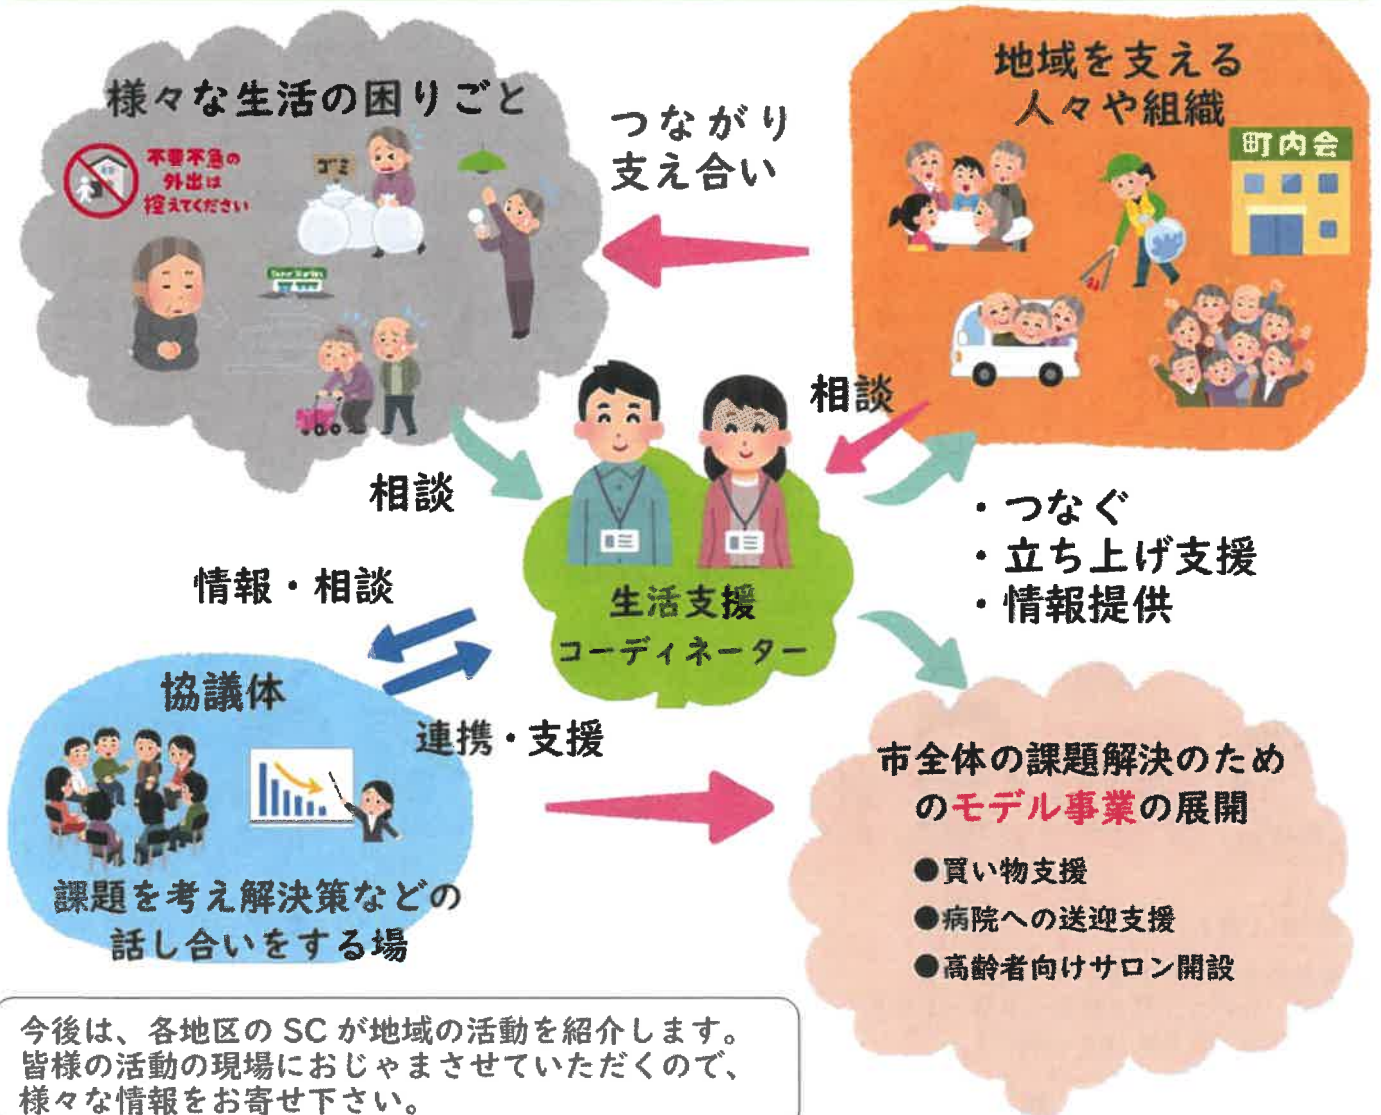 様々な生活の困りごと
不要不急の
外出は
控えてください
ゴミ
つながり
支え合い
地域を支える
人々や組織
町内会
相談
相談
・つなぐ
・立ち上げ支援
・情報提供
生活支援
コーディネーター
情報・相談
連携・支援
協議体
課題を考え解決策などの
話し合いをする場
市全体の課題解決のため
のモデル事業の展開
●買い物支援
●病院への送迎支援
●高齢者向けサロン開設
今後は、各地区の SC が地域の活動を紹介します。
皆様の活動の現場におじゃまさせていただくので、
様々な情報をお寄せ下さい。